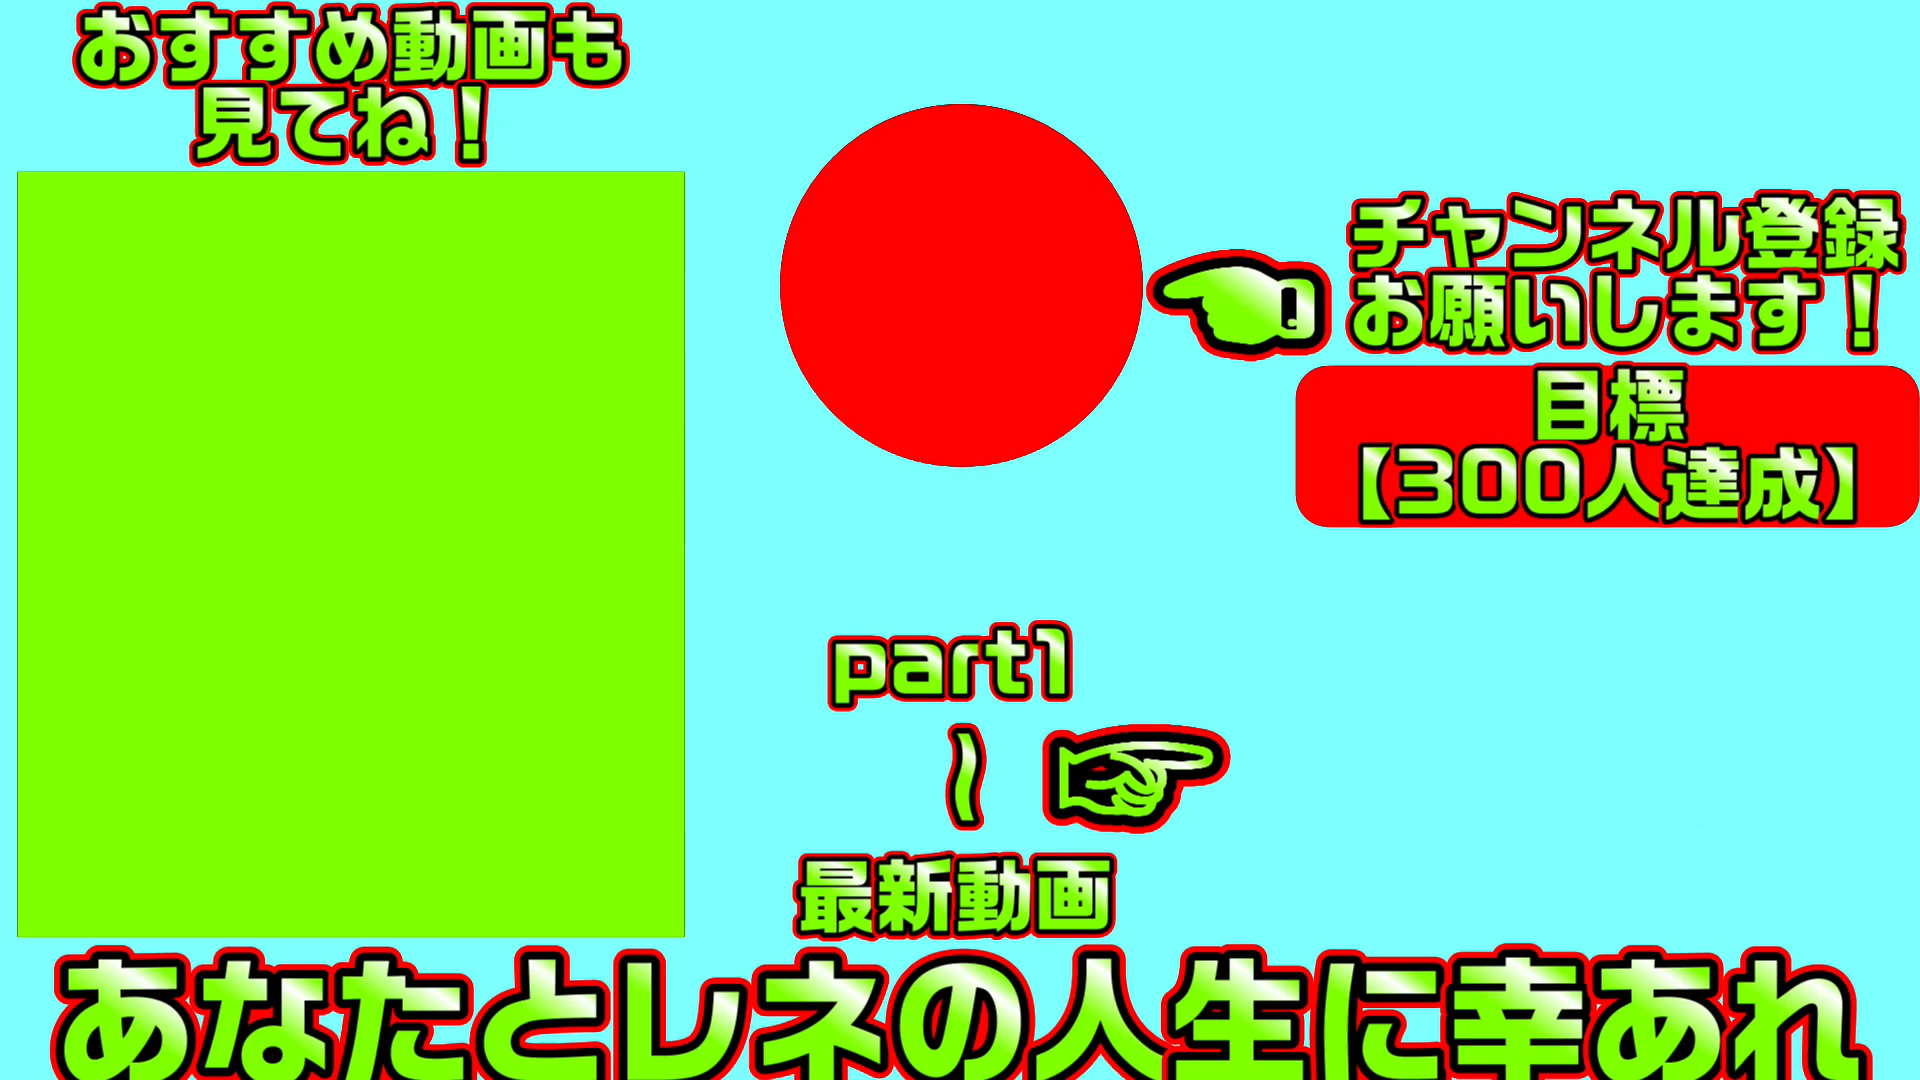 おすすめ動画も
見てね！
チャンネル登録
お願いします！
目標
【300人達成】
part1
～
最新動画
あなたとレネの人生に幸あれ